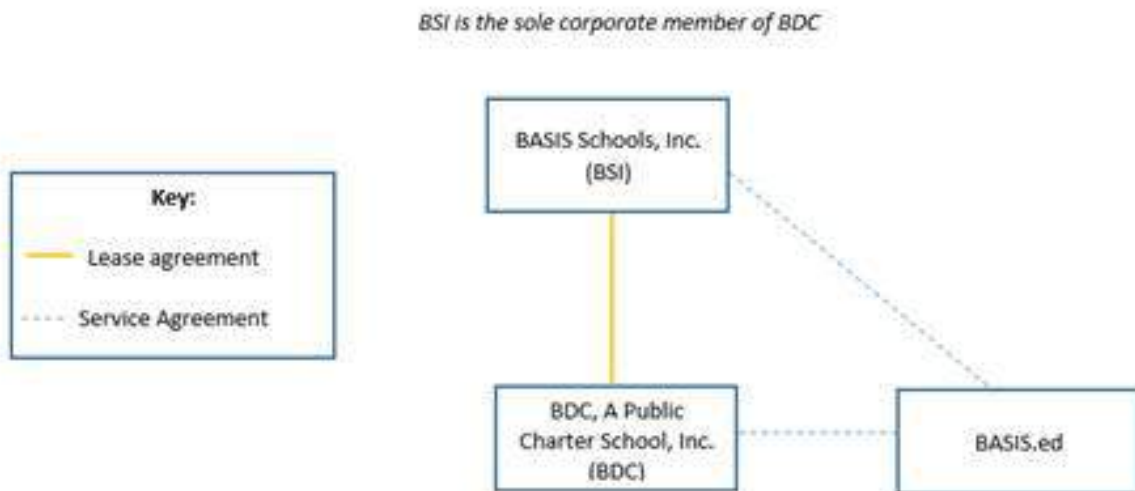 BSI is the sole corporate member of BDC
BASIS Schools, Inc.
(BSI)
Key:
Lease agreement
Service Agreement
BDC, A Public
Charter School, Inc.
(BDC)
BASIS.ed